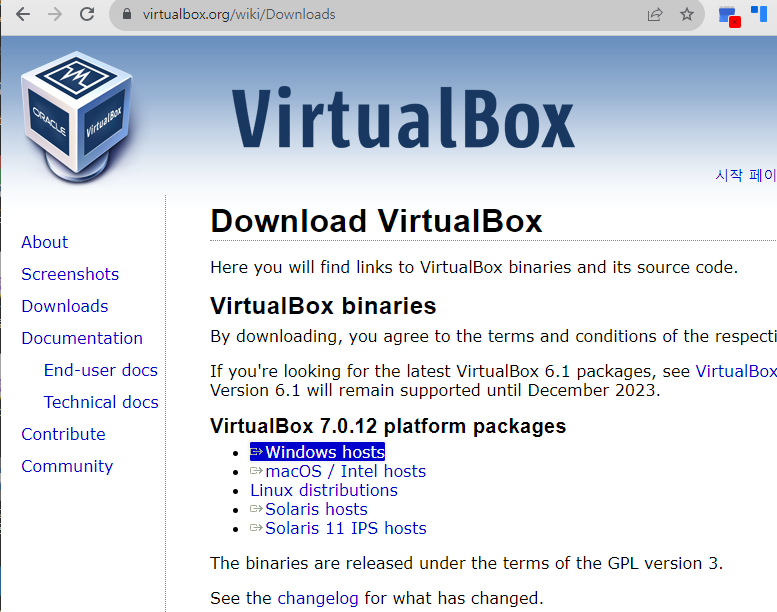 virtualbox.org/wiki/Downloads
ORACLE
VirtualBox
VirtualBox
시작 페이
About
Screenshots
Downloads
Documentation
End-user docs
Technical docs
Contribute
Community
Download VirtualBox
Here you will find links to VirtualBox binaries and its source code.
VirtualBox binaries
By downloading, you agree to the terms and conditions of the respecti
If you're looking for the latest VirtualBox 6.1 packages, see VirtualBox
Version 6.1 will remain supported until December 2023.
VirtualBox 7.0.12 platform packages
Windows hosts
macOS / Intel hosts
Linux distributions
Solaris hosts
Solaris 11 IPS hosts
The binaries are released under the terms of the GPL version 3.
See the changelog for what has changed.